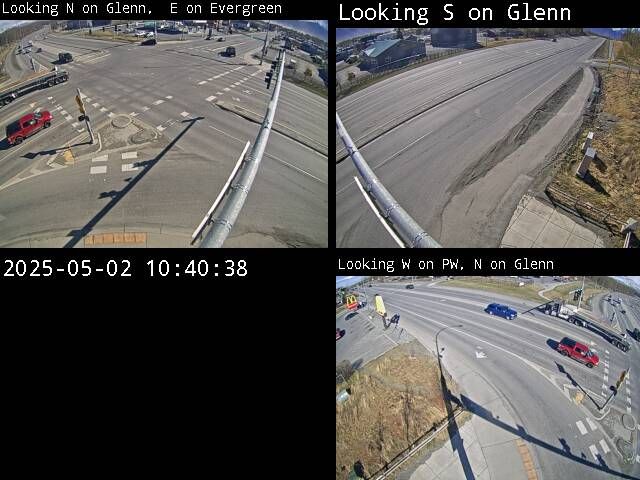 Looking N on Glenn,  E on Evergreen
Looking S on Glenn
2025-05-02 10:40:38
Looking W on PW, N on Glenn